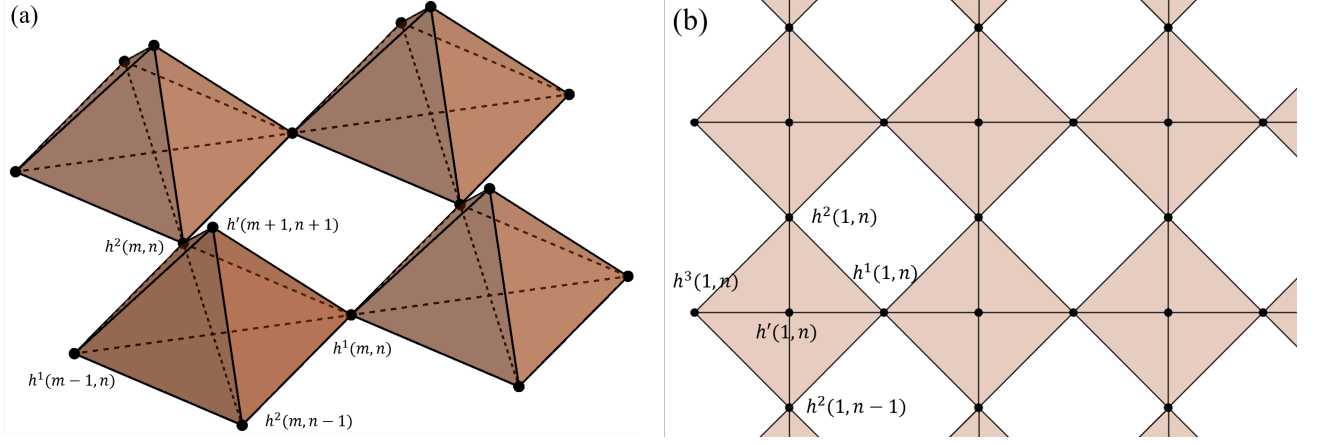 (a)
h′(m+1,n+1)
h²(m,n)
h¹(m,n)
h¹(m−1,n)
h²(m,n−1)
(b)
h²(1,n)
h¹(1,n)
h³(1,n)
h′(1,n)
h²(1,n−1)